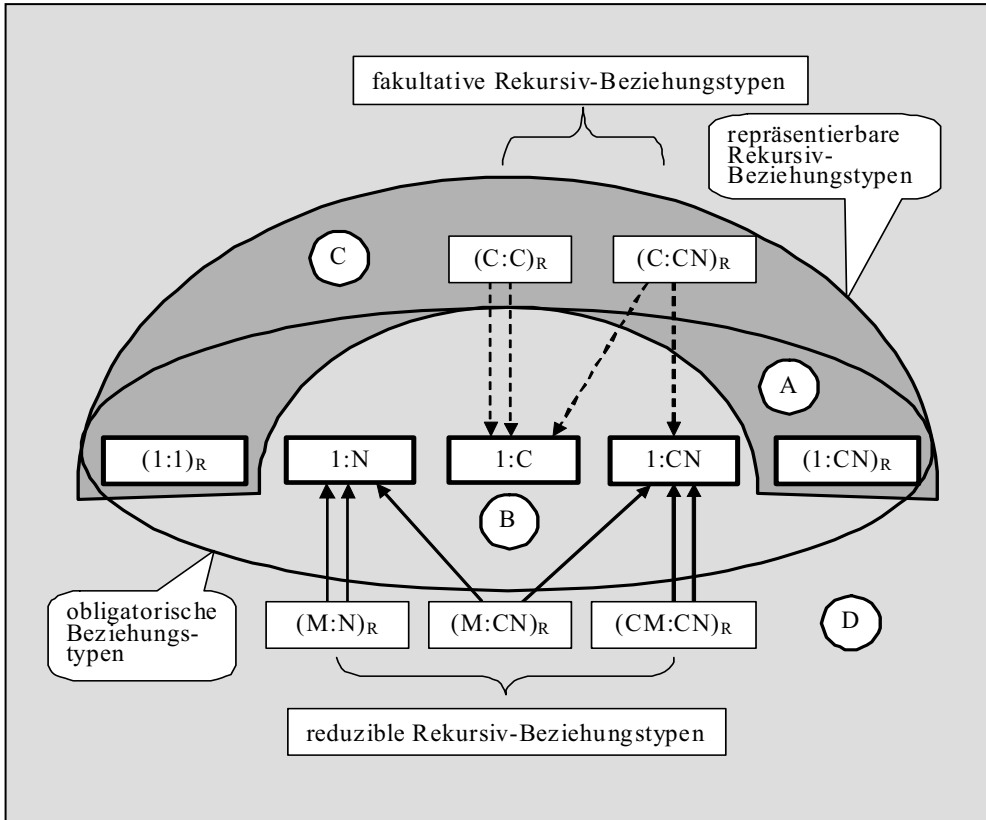 fakultative Rekursiv-Beziehungstypen
repräsentierbare
Rekursiv-
Beziehungstypen
C
(C:C)R
(C:CN)R
A
(1:1)R
1:N
1:C
1:CN
(1:CN)R
B
obligatorische
Beziehungs-
typen
(M:N)R
(M:CN)R
(CM:CN)R
D
reduzible Rekursiv-Beziehungstypen